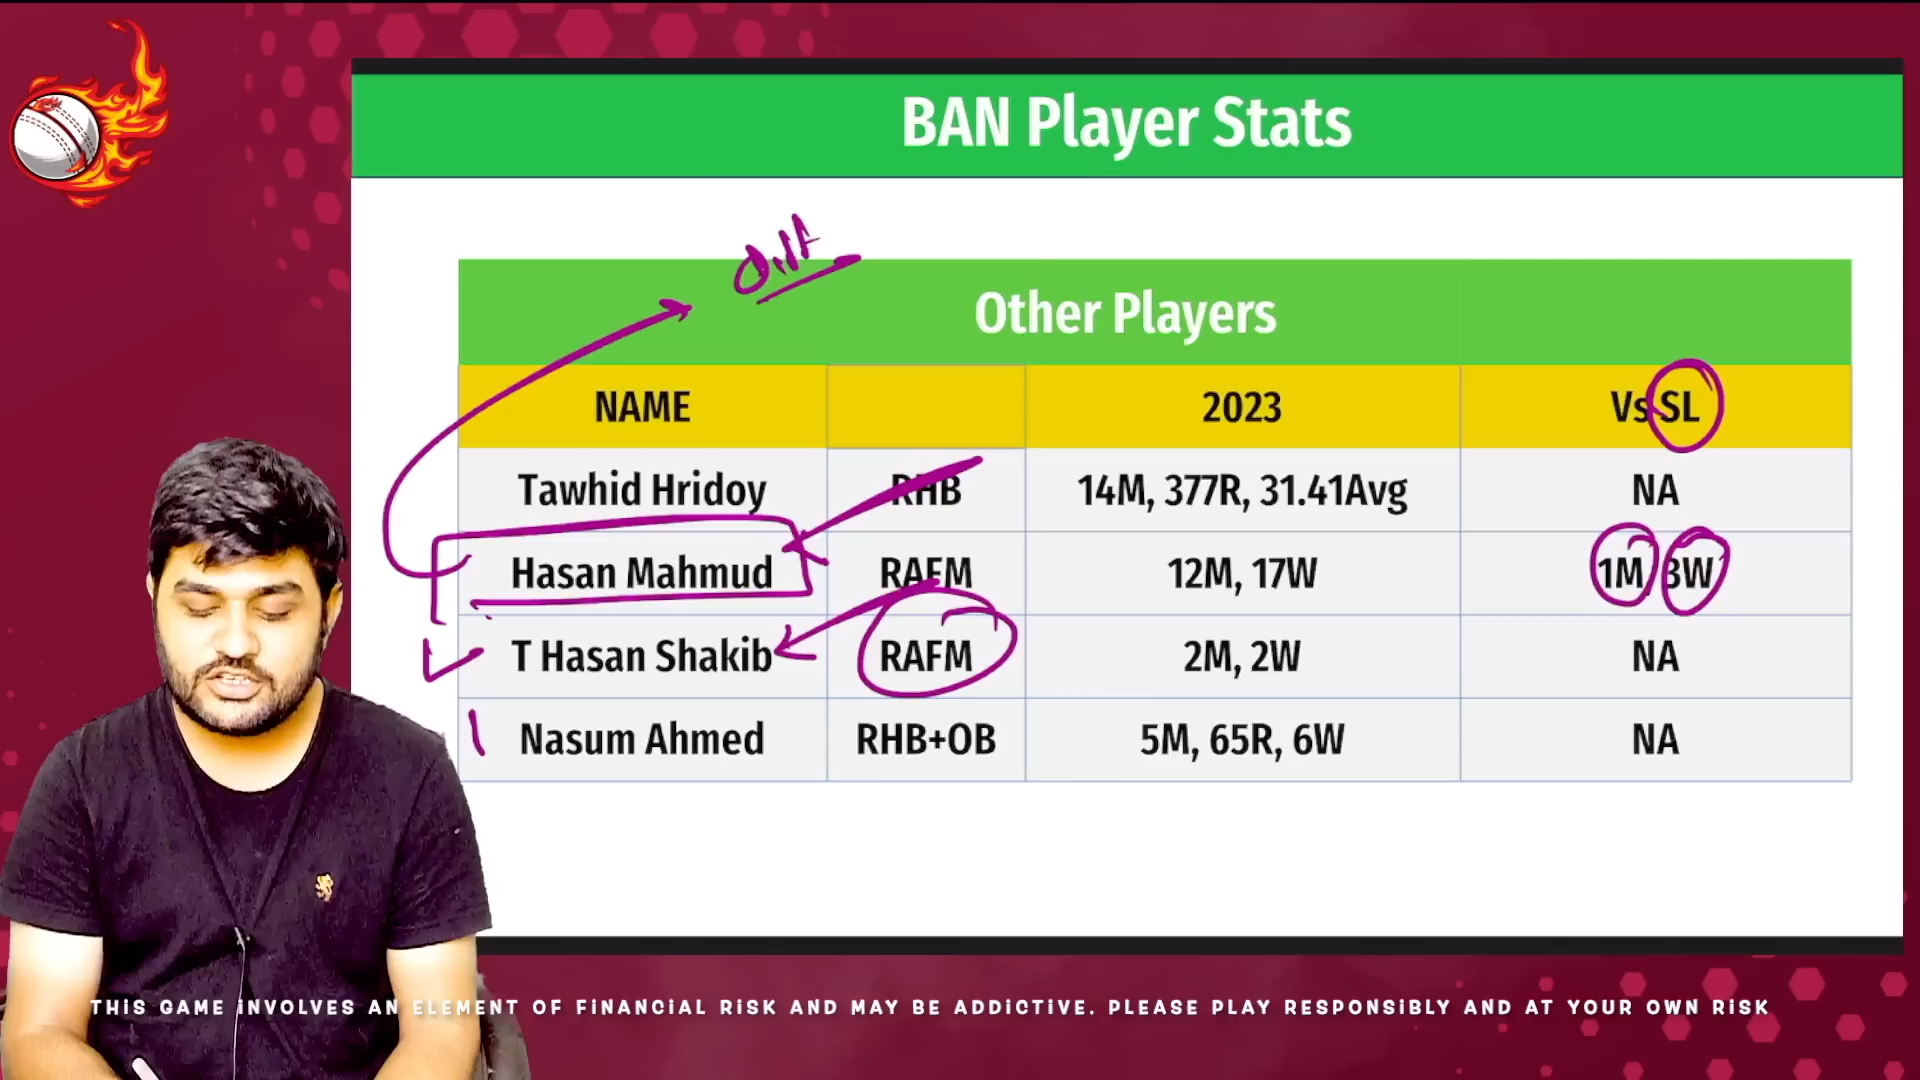 BAN Player Stats
Diff
Other Players
NAME 2023 Vs SL
Tawhid Hridoy RHB 14M, 377R, 31.41Avg NA
Hasan Mahmud RAFM 12M, 17W 1M, 3W
T Hasan Shakib RAFM 2M, 2W NA
Nasum Ahmed RHB+OB 5M, 65R, 6W NA
THIS GAME INVOLVES AN ELEMENT OF FINANCIAL RISK AND MAY BE ADDICTIVE. PLEASE PLAY RESPONSIBLY AND AT YOUR OWN RISK